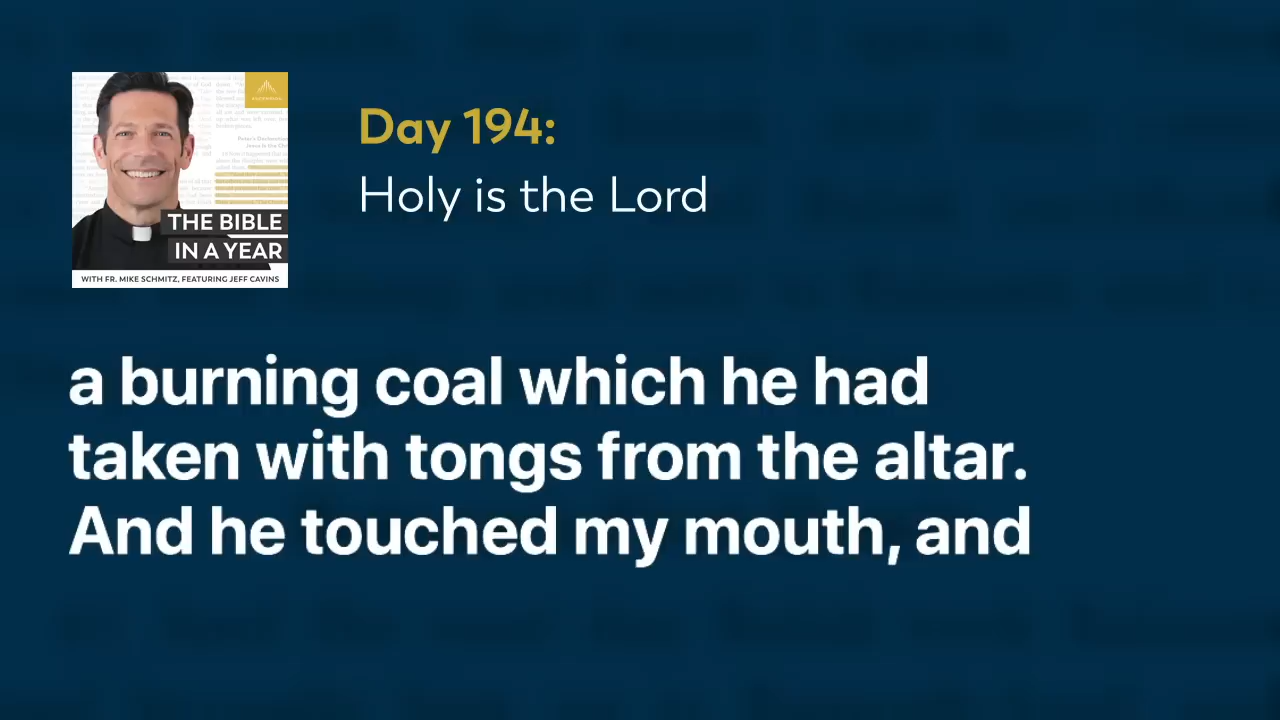 THE BIBLE
IN A YEAR
WITH FR. MIKE SCHMITZ, FEATURING JEFF CAVINS
Day 194:
Holy is the Lord
a burning coal which he had
taken with tongs from the altar.
And he touched my mouth, and